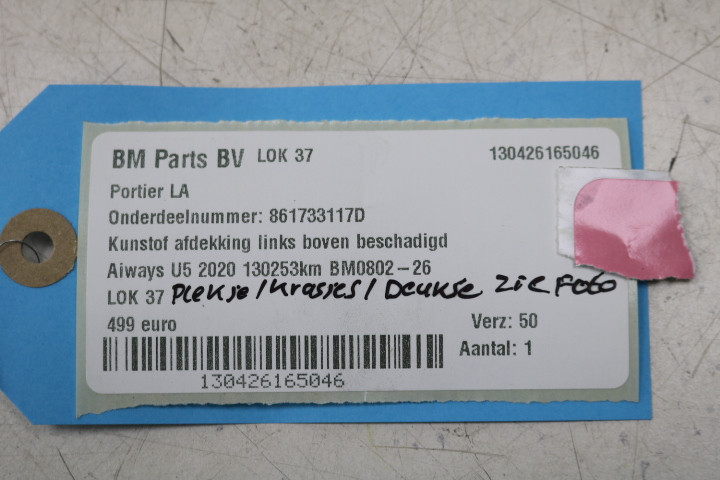 BM Parts BV LOK 37 130426165046
Portier LA
Onderdeelnummer: 861733117D
Kunstof afdekking links boven beschadigd
Aiways U5 2020 130253km BM0802-26
LOK 37 Plekje/Krasjes/Deukje zie Foto
499 euro Verz: 50
Aantal: 1
130426165046